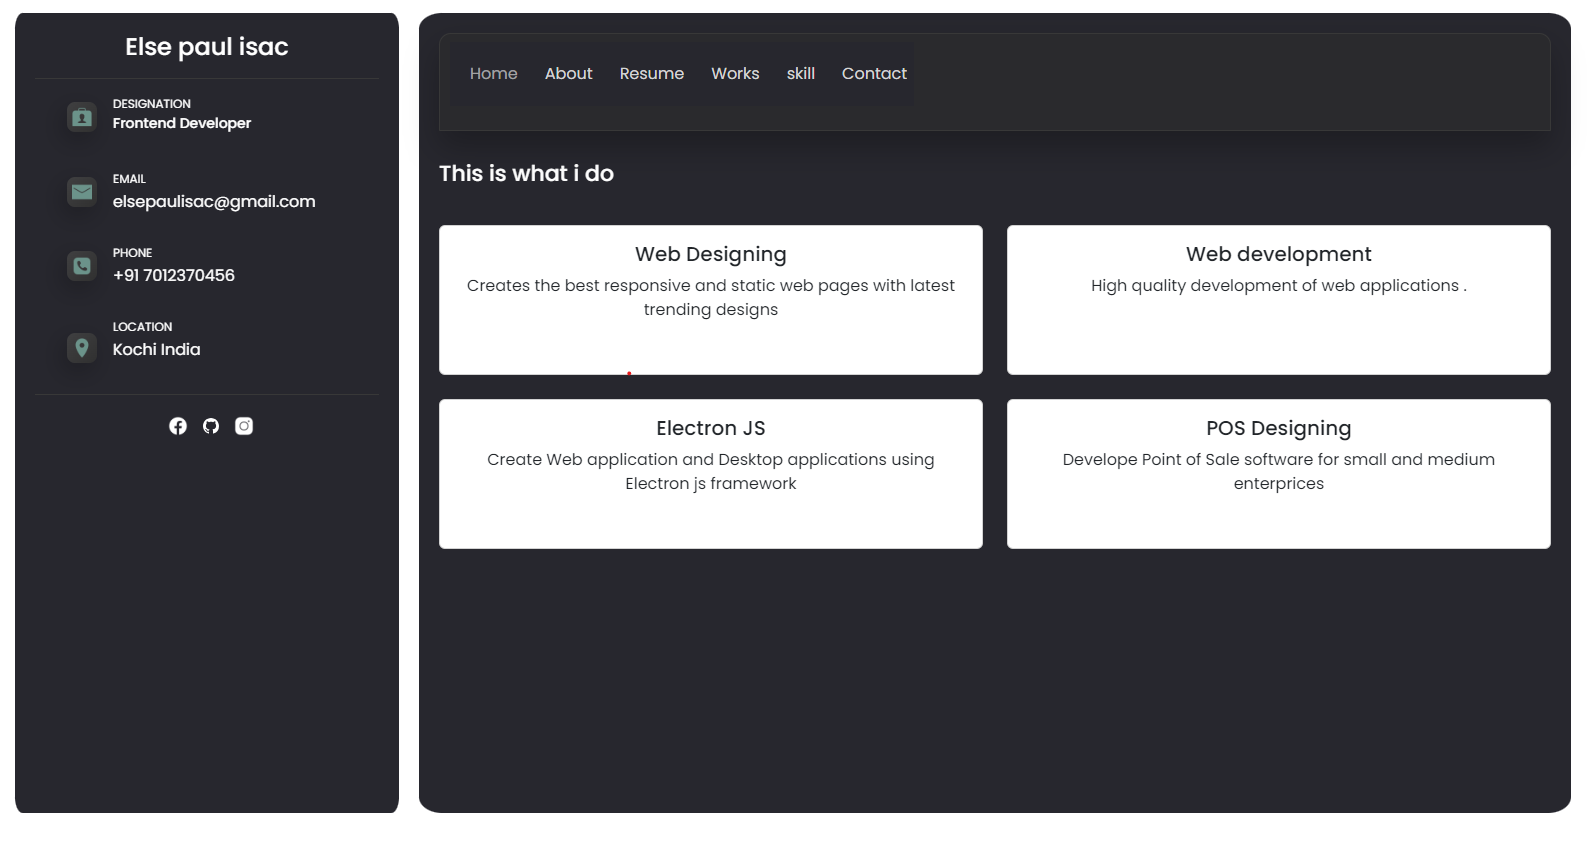 Else paul isac
DESIGNATION
Frontend Developer
EMAIL
elsepaulisac@gmail.com
PHONE
+91 7012370456
LOCATION
Kochi India
Home About Resume Works skill Contact
This is what i do
Web Designing
Creates the best responsive and static web pages with latest
trending designs
Web development
High quality development of web applications .
Electron JS
Create Web application and Desktop applications using
Electron js framework
POS Designing
Develope Point of Sale software for small and medium
enterprices